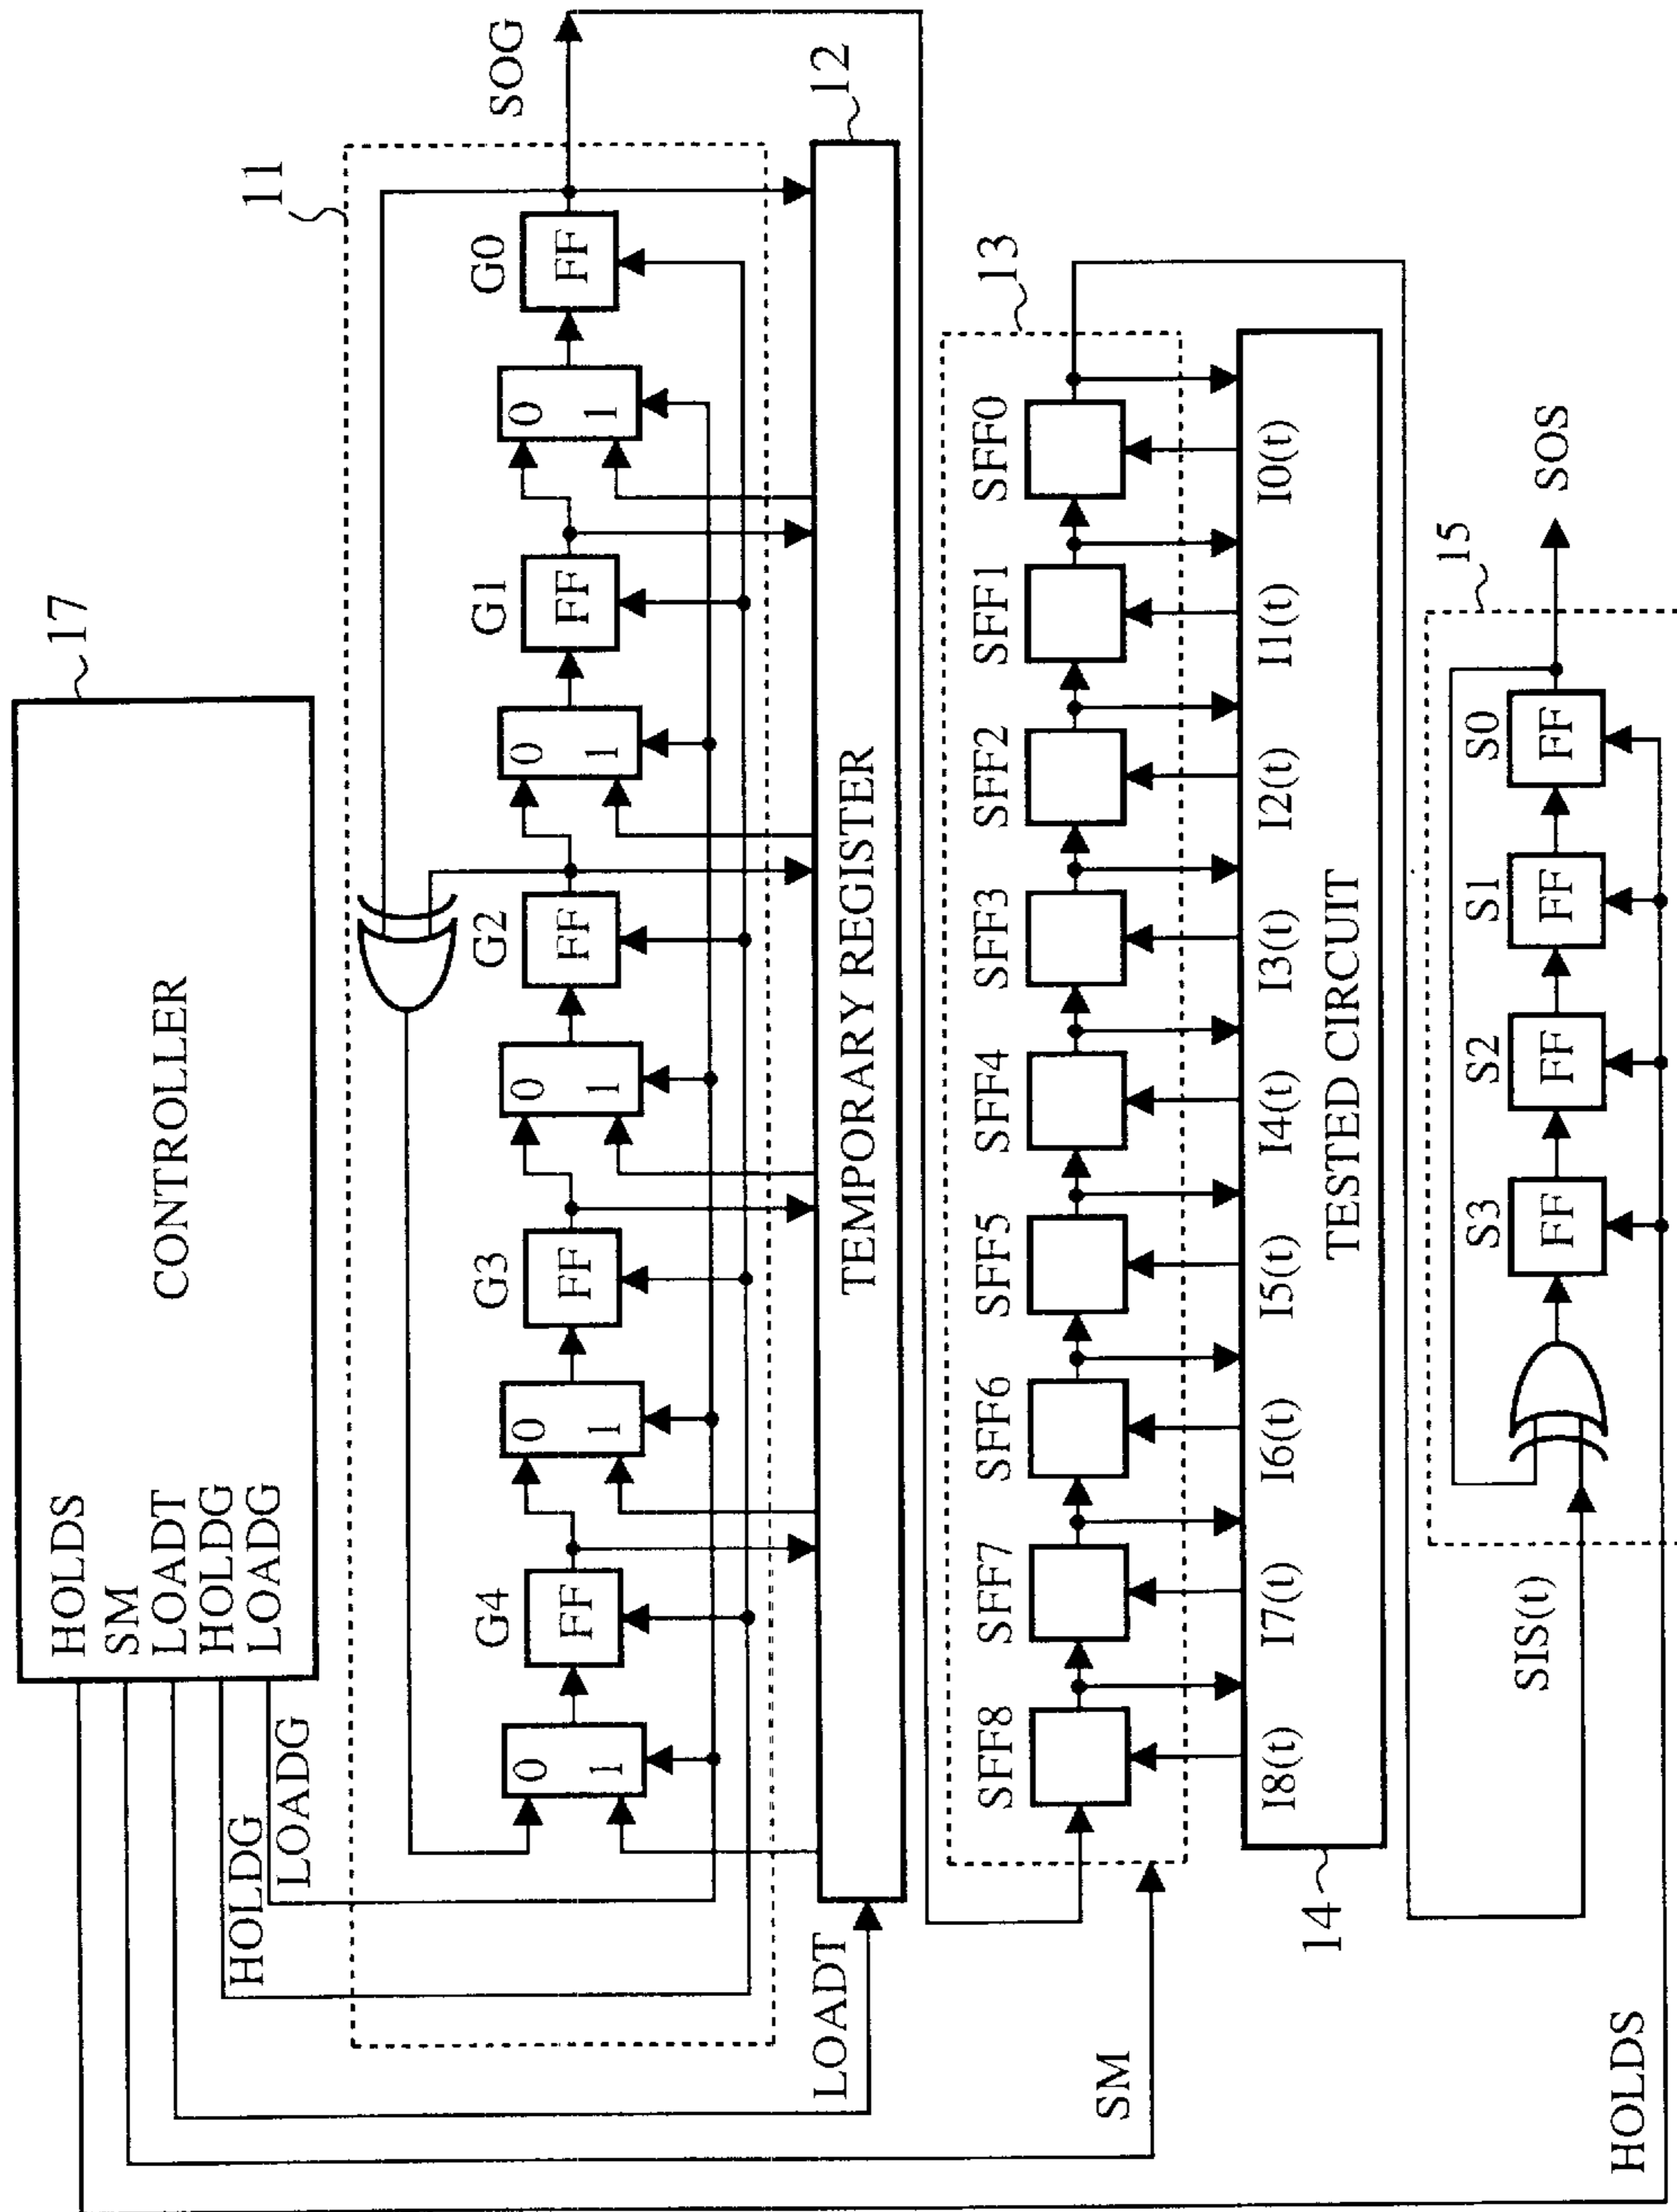 17
CONTROLLER
HOLDS
SM
LOADT
HOLDG
LOADG
HOLDG
LOADG
11
SOG
G4
G3
G2
G1
G0
0
1
FF
0
1
FF
0
1
FF
0
1
FF
0
1
FF
12
TEMPORARY REGISTER
LOADT
13
SFF8
SFF7
SFF6
SFF5
SFF4
SFF3
SFF2
SFF1
SFF0
SM
I8(t)
I7(t)
I6(t)
I5(t)
I4(t)
I3(t)
I2(t)
I1(t)
I0(t)
TESTED CIRCUIT
14
15
SIS(t)
S3
S2
S1
S0
FF
FF
FF
FF
SOS
HOLDS